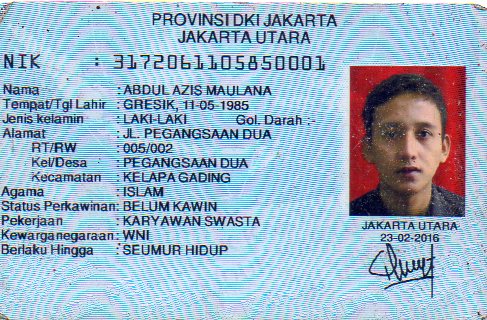 PROVINSI DKI JAKARTA
JAKARTA UTARA
NIK : 3172061105850001
Nama : ABDUL AZIS MAULANA
Tempat/Tgl Lahir : GRESIK, 11-05-1985
Jenis kelamin : LAKI-LAKI Gol. Darah :-
Alamat : JL. PEGANGSAAN DUA
RT/RW : 005/002
Kel/Desa : PEGANGSAAN DUA
Kecamatan : KELAPA GADING
Agama : ISLAM
Status Perkawinan: BELUM KAWIN
Pekerjaan : KARYAWAN SWASTA
Kewarganegaraan: WNI
Berlaku Hingga : SEUMUR HIDUP
JAKARTA UTARA
23-02-2016